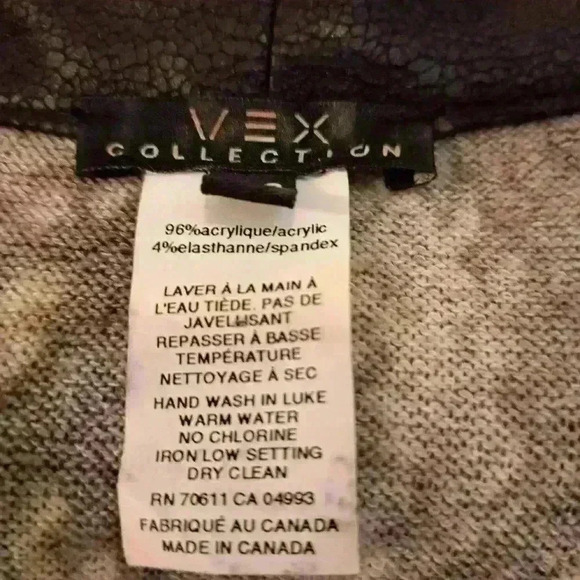 VEX
COLLECTION
96%acrylique/acrylic
4%elasthanne/spandex
LAVER À LA MAIN À
L'EAU TIÈDE. PAS DE
JAVELLISANT
REPASSER À BASSE
TEMPÉRATURE
NETTOYAGE À SEC
HAND WASH IN LUKE
WARM WATER
NO CHLORINE
IRON LOW SETTING
DRY CLEAN
RN 70611 CA 04993
FABRIQUÉ AU CANADA
MADE IN CANADA